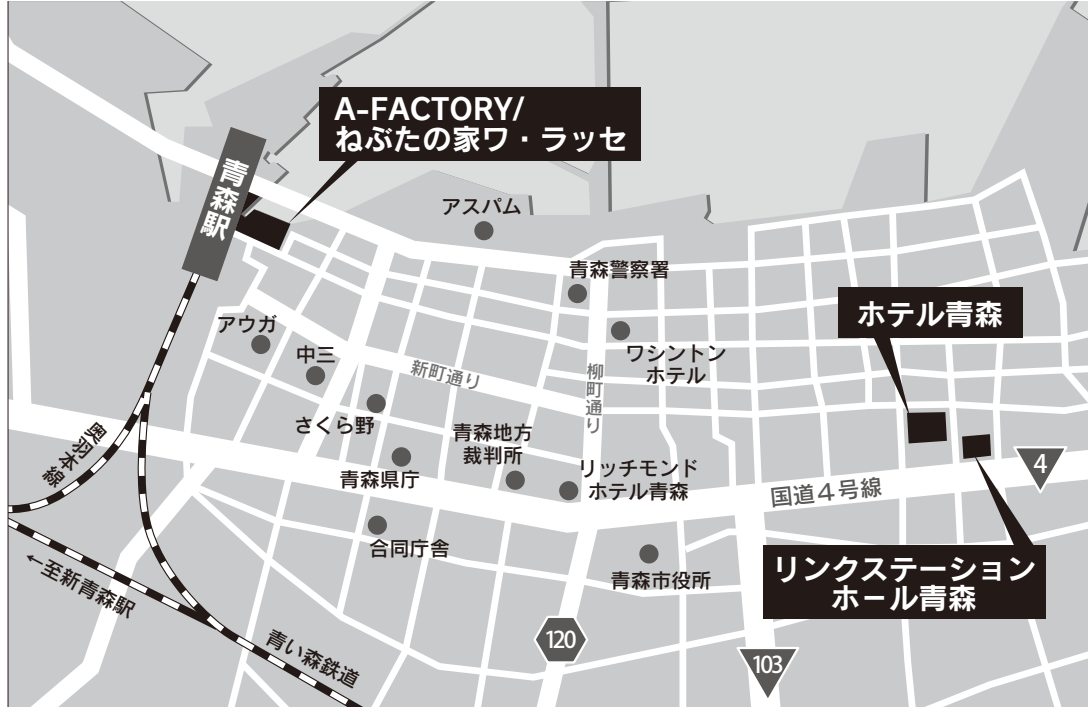 A-FACTORY/
ねぶたの家ワ・ラッセ
青森駅
アスパム
青森警察署
ホテル青森
アウガ
中三
ワシントン
ホテル
新町通り
柳町通り
さくら野
青森地方
裁判所
奥羽本線
青森県庁
リッチモンド
ホテル青森
4
国道4号線
合同庁舎
青森市役所
リンクステーション
ホール青森
←至新青森駅
青い森鉄道
120
103